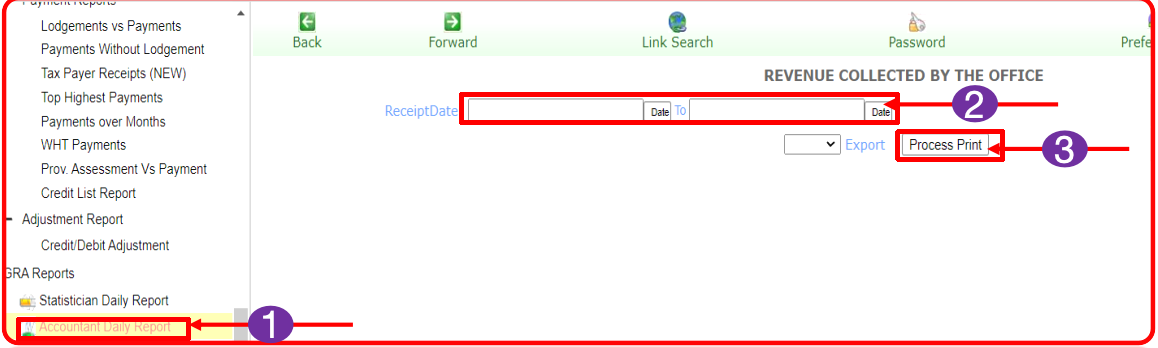 Payment Reports
Lodgements vs Payments
Payments Without Lodgement
Tax Payer Receipts (NEW)
Top Highest Payments
Payments over Months
WHT Payments
Prov. Assessment Vs Payment
Credit List Report
Adjustment Report
Credit/Debit Adjustment
GRA Reports
Statistician Daily Report
Accountant Daily Report
1
Back Forward Link Search Password Prefe
REVENUE COLLECTED BY THE OFFICE
ReceiptDate Date To Date 2
Export Process Print 3